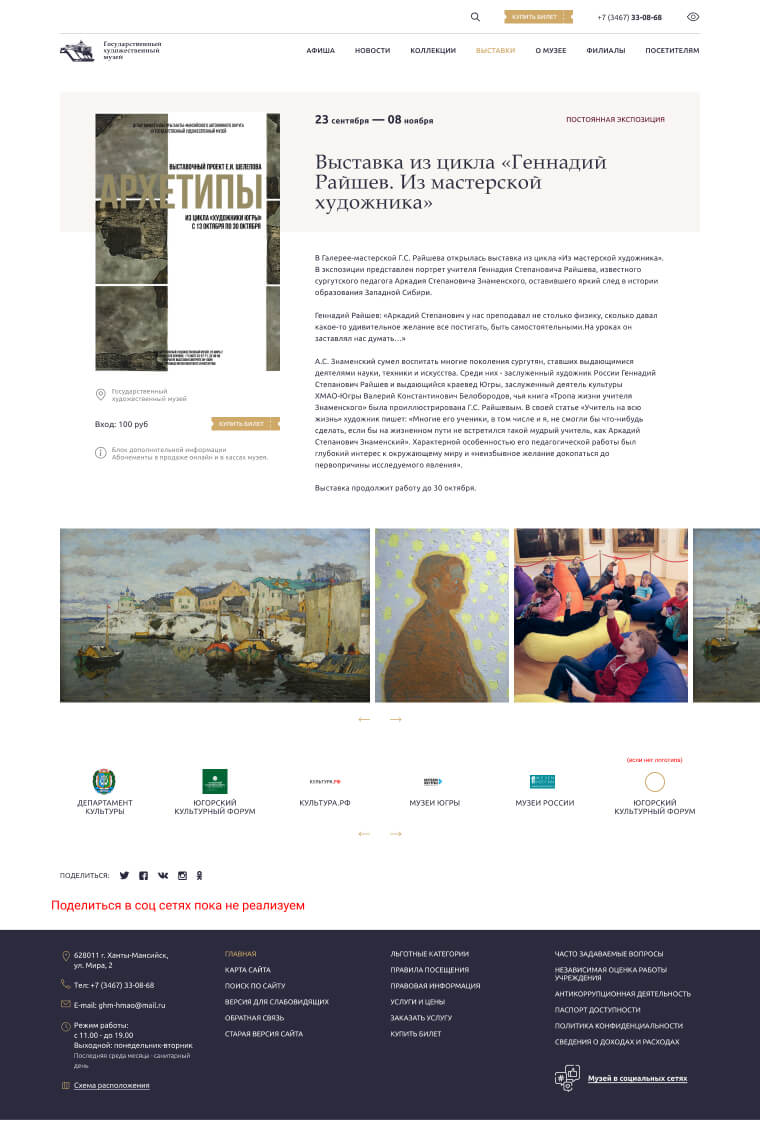 КУПИТЬ БИЛЕТ
+7 (3467) 33-08-68
Государственный
художественный
музей
АФИША
НОВОСТИ
КОЛЛЕКЦИИ
ВЫСТАВКИ
О МУЗЕЕ
ФИЛИАЛЫ
ПОСЕТИТЕЛЯМ
ВЫСТАВОЧНЫЙ ПРОЕКТ Е.И. ШЕЛЕПОВА
АРХЕТИПЫ
ИЗ ЦИКЛА «ХУДОЖНИКИ ЮГРЫ»
С 13 ОКТЯБРЯ ПО 30 ОКТЯБРЯ
Государственный
художественный музей
Вход: 100 руб
КУПИТЬ БИЛЕТ
Блок дополнительной информации
Абонементы в продаже онлайн и в кассах музея.
23 сентября — 08 ноября
ПОСТОЯННАЯ ЭКСПОЗИЦИЯ
Выставка из цикла «Геннадий
Райшев. Из мастерской
художника»
В Галерее-мастерской Г.С. Райшева открылась выставка из цикла «Из мастерской художника».
В экспозиции представлен портрет учителя Геннадия Степановича Райшева, известного
сургутского педагога Аркадия Степановича Знаменского, оставившего яркий след в истории
образования Западной Сибири.
Геннадий Райшев: «Аркадий Степанович у нас преподавал не столько физику, сколько давал
какое-то удивительное желание все постигать, быть самостоятельными.На уроках он
заставлял нас думать…»
А.С. Знаменский сумел воспитать многие поколения сургутян, ставших выдающимися
деятелями науки, техники и искусства. Среди них - заслуженный художник России Геннадий
Степанович Райшев и выдающийся краевед Югры, заслуженный деятель культуры
ХМАО-Югры Валерий Константинович Белобородов, чья книга «Тропа жизни учителя
Знаменского» была проиллюстрирована Г.С. Райшевым. В своей статье «Учитель на всю
жизнь» художник пишет: «Многие его ученики, в том числе и я, не смогли бы что-нибудь
сделать, если бы на жизненном пути не встретился такой мудрый учитель, как Аркадий
Степанович Знаменский». Характерной особенностью его педагогической работы был
глубокий интерес к окружающему миру и «неизбывное желание докопаться до
первопричины исследуемого явления».
Выставка продолжит работу до 30 октября.
(если нет логотипа)
КУЛЬТУРА.РФ
ДЕПАРТАМЕНТ
КУЛЬТУРЫ
ЮГОРСКИЙ
КУЛЬТУРНЫЙ ФОРУМ
КУЛЬТУРА.РФ
МУЗЕИ ЮГРЫ
МУЗЕИ РОССИИ
ЮГОРСКИЙ
КУЛЬТУРНЫЙ ФОРУМ
ПОДЕЛИТЬСЯ:
Поделиться в соц сетях пока не реализуем
628011 г. Ханты-Мансийск,
ул. Мира, 2
Тел: +7 (3467) 33-08-68
E-mail: ghm-hmao@mail.ru
Режим работы:
с 11.00 - до 19.00
Выходной: понедельник-вторник
Последняя среда месяца - санитарный
день
Схема расположения
ГЛАВНАЯ
КАРТА САЙТА
ПОИСК ПО САЙТУ
ВЕРСИЯ ДЛЯ СЛАБОВИДЯЩИХ
ОБРАТНАЯ СВЯЗЬ
СТАРАЯ ВЕРСИЯ САЙТА
ЛЬГОТНЫЕ КАТЕГОРИИ
ПРАВИЛА ПОСЕЩЕНИЯ
ПРАВОВАЯ ИНФОРМАЦИЯ
УСЛУГИ И ЦЕНЫ
ЗАКАЗАТЬ УСЛУГУ
КУПИТЬ БИЛЕТ
ЧАСТО ЗАДАВАЕМЫЕ ВОПРОСЫ
НЕЗАВИСИМАЯ ОЦЕНКА РАБОТЫ
УЧРЕЖДЕНИЯ
АНТИКОРРУПЦИОННАЯ ДЕЯТЕЛЬНОСТЬ
ПАСПОРТ ДОСТУПНОСТИ
ПОЛИТИКА КОНФИДЕНЦИАЛЬНОСТИ
СВЕДЕНИЯ О ДОХОДАХ И РАСХОДАХ
Музей в социальных сетях